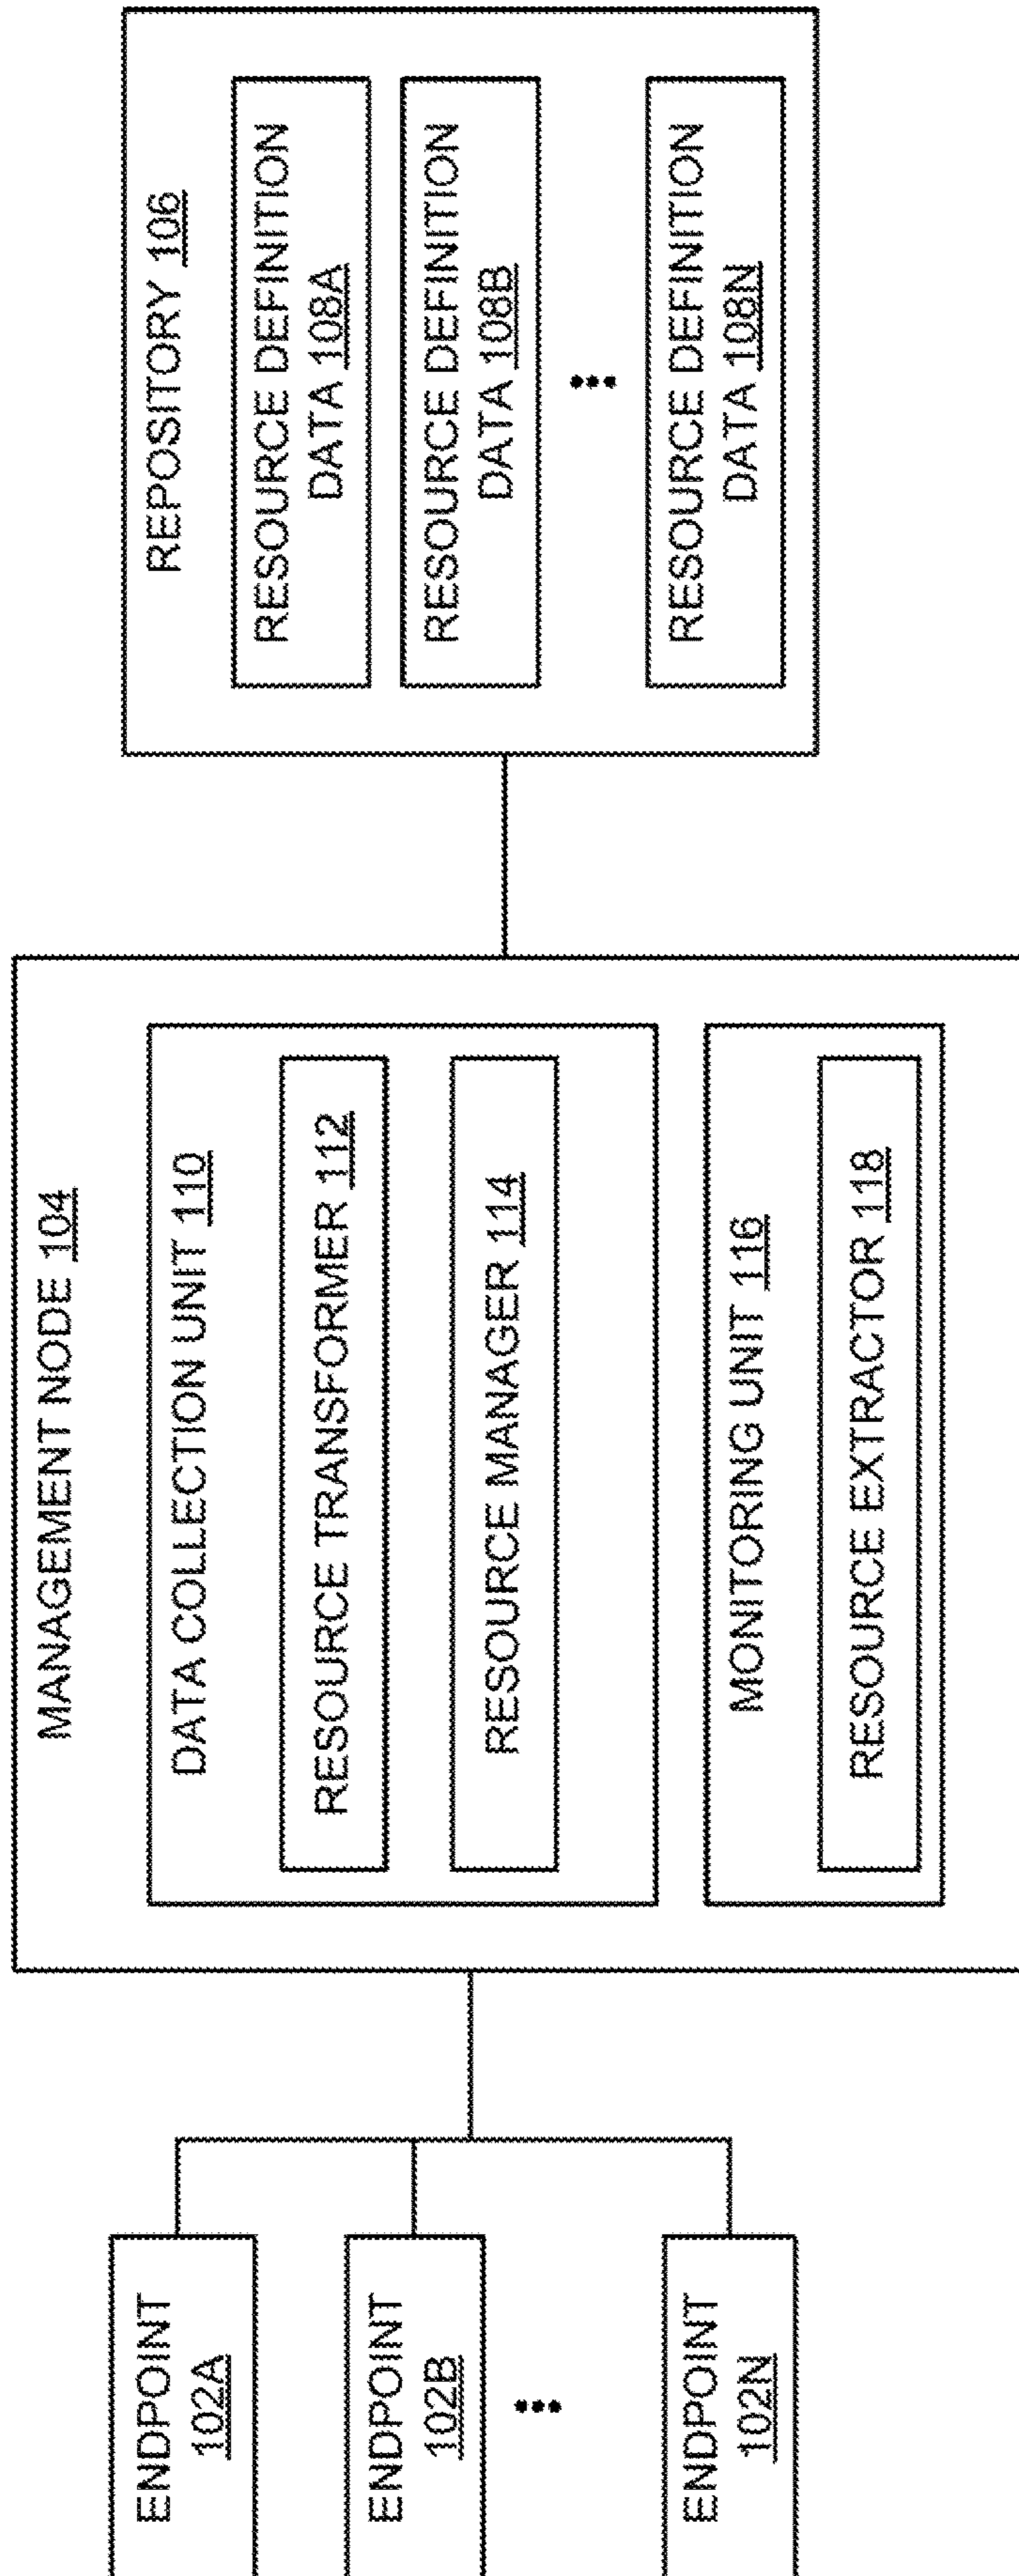 ENDPOINT
102A
ENDPOINT
102B
ENDPOINT
102N
MANAGEMENT NODE 104
DATA COLLECTION UNIT 110
RESOURCE TRANSFORMER 112
RESOURCE MANAGER 114
MONITORING UNIT 116
RESOURCE EXTRACTOR 118
REPOSITORY 106
RESOURCE DEFINITION
DATA 108A
RESOURCE DEFINITION
DATA 108B
RESOURCE DEFINITION
DATA 108N